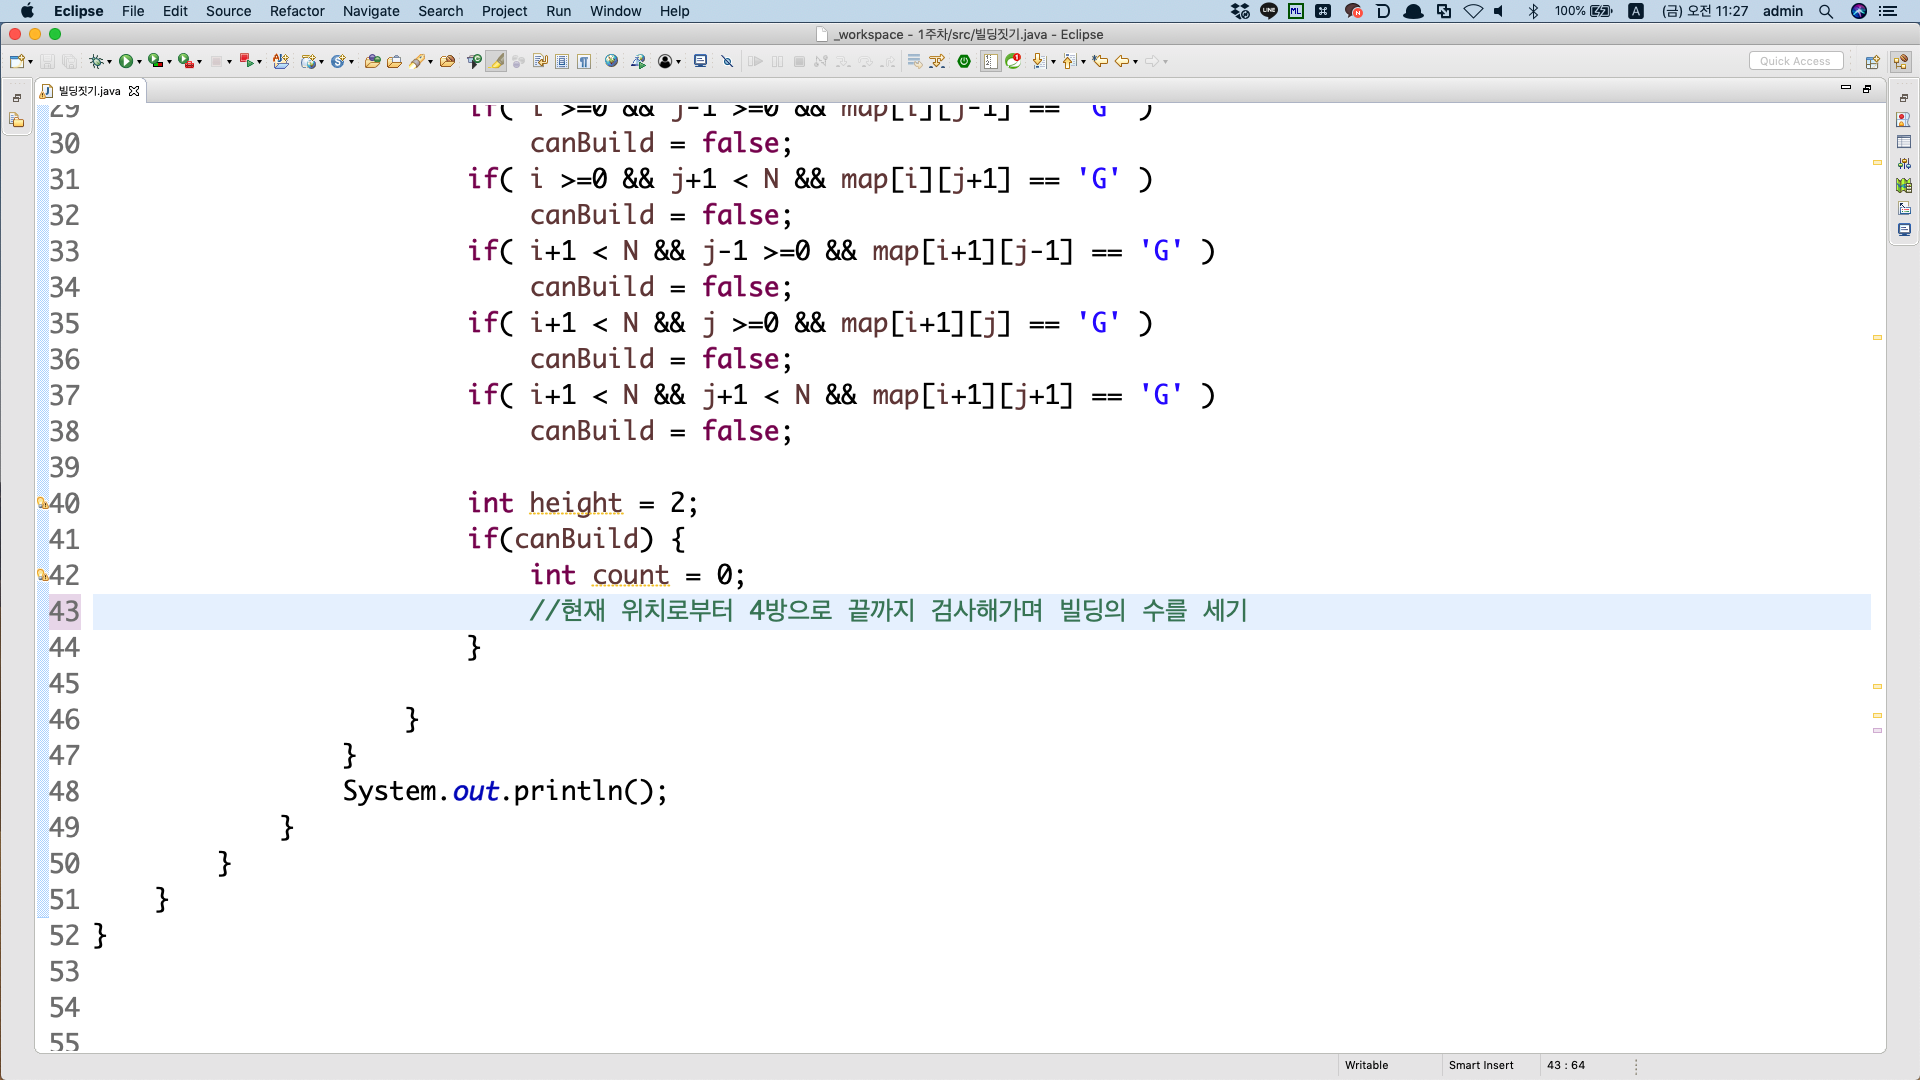 Eclipse File Edit Source Refactor Navigate Search Project Run Window Help 100% A (금) 오전 11:27 admin
_workspace - 1주차/src/빌딩짓기.java - Eclipse
Quick Access
빌딩짓기.java
29 if( i >=0 && j-1 >=0 && map[i][j-1] == 'G' )
30 canBuild = false;
31 if( i >=0 && j+1 < N && map[i][j+1] == 'G' )
32 canBuild = false;
33 if( i+1 < N && j-1 >=0 && map[i+1][j-1] == 'G' )
34 canBuild = false;
35 if( i+1 < N && j >=0 && map[i+1][j] == 'G' )
36 canBuild = false;
37 if( i+1 < N && j+1 < N && map[i+1][j+1] == 'G' )
38 canBuild = false;
39
40 int height = 2;
41 if(canBuild) {
42 int count = 0;
43 //현재 위치로부터 4방으로 끝까지 검사해가며 빌딩의 수를 세기
44 }
45
46 }
47 }
48 System.out.println();
49 }
50 }
51 }
52 }
53
54
55
Writable Smart Insert 43 : 64